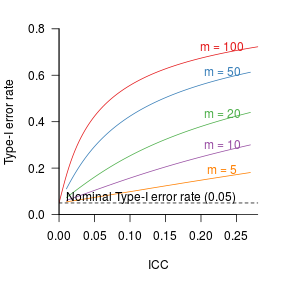 0.8
0.6
0.4
0.2
0.0
Type-I error rate
m = 100
m = 50
m = 20
m = 10
m = 5
Nominal Type-I error rate (0.05)
0.00 0.05 0.10 0.15 0.20 0.25
ICC